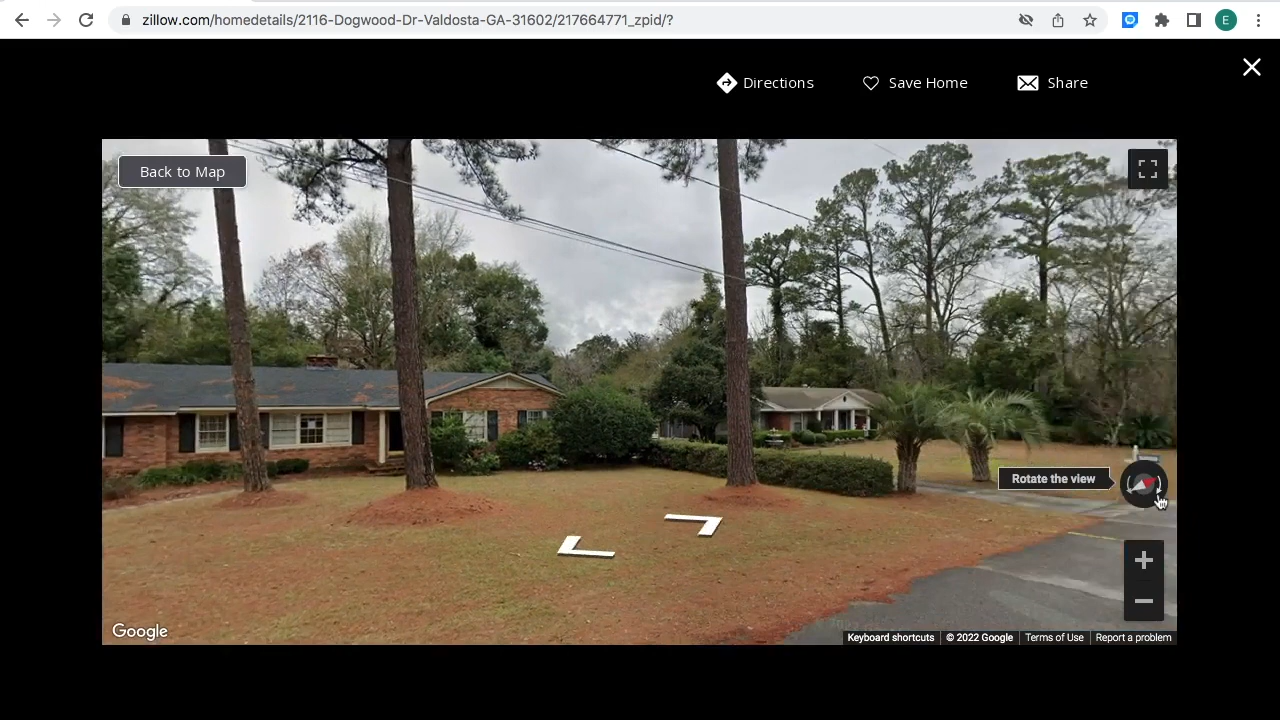 zillow.com/homedetails/2116-Dogwood-Dr-Valdosta-GA-31602/217664771_zpid/?
E
Directions
Save Home
Share
Back to Map
Rotate the view
Google
Keyboard shortcuts
© 2022 Google
Terms of Use
Report a problem